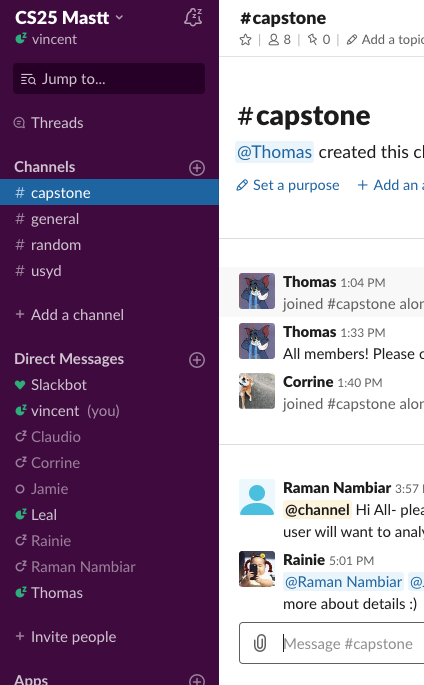 CS25 Mastt
vincent
Jump to...
Threads
Channels
# capstone
# general
# random
# usyd
+ Add a channel
Direct Messages
Slackbot
vincent (you)
Claudio
Corrine
Jamie
Leal
Rainie
Raman Nambiar
Thomas
+ Invite people
Apps
#capstone
8 | 0 | Add a topic
#capstone
@Thomas created this ch
Set a purpose + Add an a
Thomas 1:04 PM
joined #capstone alon
Thomas 1:33 PM
All members! Please c
Corrine 1:40 PM
joined #capstone alon
Raman Nambiar 3:57
@channel Hi All- plea
user will want to analy
Rainie 5:01 PM
@Raman Nambiar @
more about details :)
Message #capstone